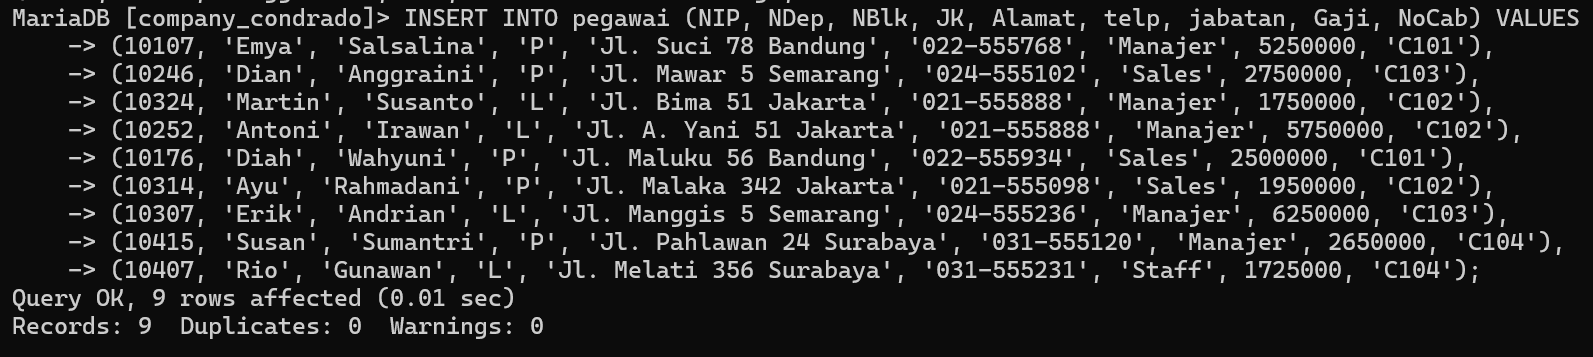 MariaDB [company_condrado]> INSERT INTO pegawai (NIP, NDep, NBlk, JK, Alamat, telp, jabatan, Gaji, NoCab) VALUES
    -> (10107, 'Emya', 'Salsalina', 'P', 'Jl. Suci 78 Bandung', '022-555768', 'Manajer', 5250000, 'C101'),
    -> (10246, 'Dian', 'Anggraini', 'P', 'Jl. Mawar 5 Semarang', '024-555102', 'Sales', 2750000, 'C103'),
    -> (10324, 'Martin', 'Susanto', 'L', 'Jl. Bima 51 Jakarta', '021-555888', 'Manajer', 1750000, 'C102'),
    -> (10252, 'Antoni', 'Irawan', 'L', 'Jl. A. Yani 51 Jakarta', '021-555888', 'Manajer', 5750000, 'C102'),
    -> (10176, 'Diah', 'Wahyuni', 'P', 'Jl. Maluku 56 Bandung', '022-555934', 'Sales', 2500000, 'C101'),
    -> (10314, 'Ayu', 'Rahmadani', 'P', 'Jl. Malaka 342 Jakarta', '021-555098', 'Sales', 1950000, 'C102'),
    -> (10307, 'Erik', 'Andrian', 'L', 'Jl. Manggis 5 Semarang', '024-555236', 'Manajer', 6250000, 'C103'),
    -> (10415, 'Susan', 'Sumantri', 'P', 'Jl. Pahlawan 24 Surabaya', '031-555120', 'Manajer', 2650000, 'C104'),
    -> (10407, 'Rio', 'Gunawan', 'L', 'Jl. Melati 356 Surabaya', '031-555231', 'Staff', 1725000, 'C104');
Query OK, 9 rows affected (0.01 sec)
Records: 9  Duplicates: 0  Warnings: 0